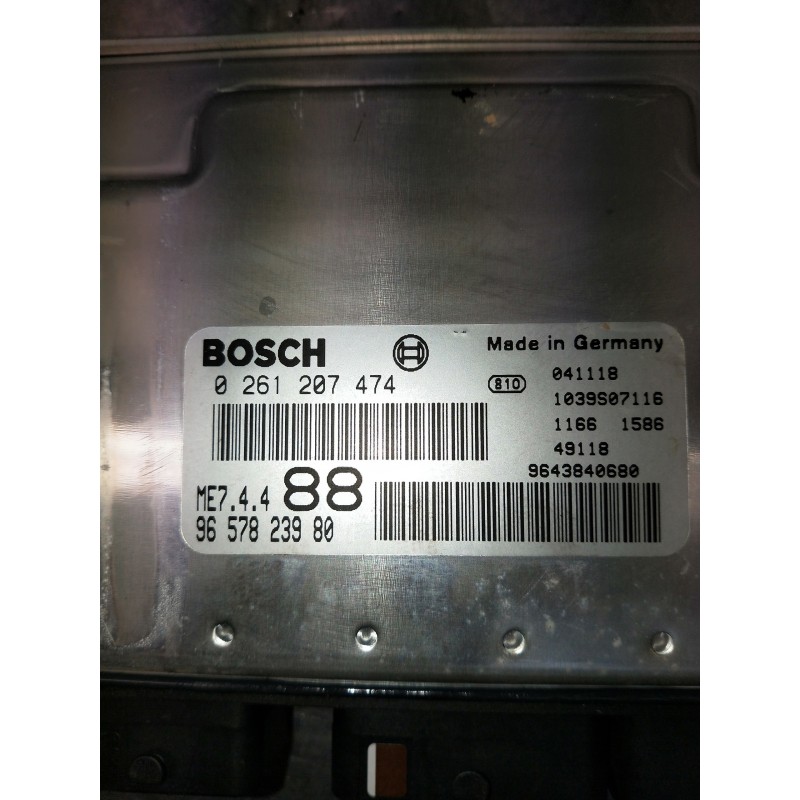 BOSCH
Made in Germany
0 261 207 474
810
041118
1039S07116
1166 1586
49118
9643840680
ME7.4.4 88
96 578 239 80